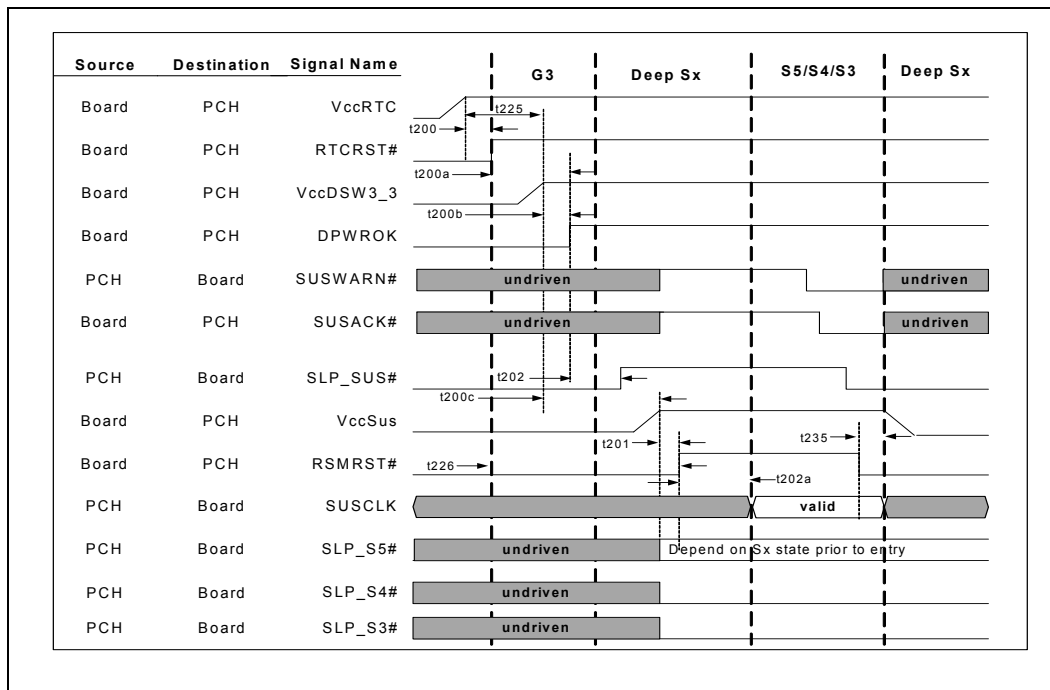 Source Destination Signal Name G3 Deep Sx S5/S4/S3 Deep Sx
Board PCH VccRTC
t225
t200
Board PCH RTCRST#
t200a
Board PCH VccDSW3_3
t200b
Board PCH DPWROK
PCH Board SUSWARN# undriven undriven
Board PCH SUSACK# undriven undriven
PCH Board SLP_SUS# t202
t200c
Board PCH VccSus
t201 t235
Board PCH RSMRST# t226
t202a
PCH Board SUSCLK valid
PCH Board SLP_S5# undriven Depend on Sx state prior to entry
PCH Board SLP_S4# undriven
PCH Board SLP_S3# undriven